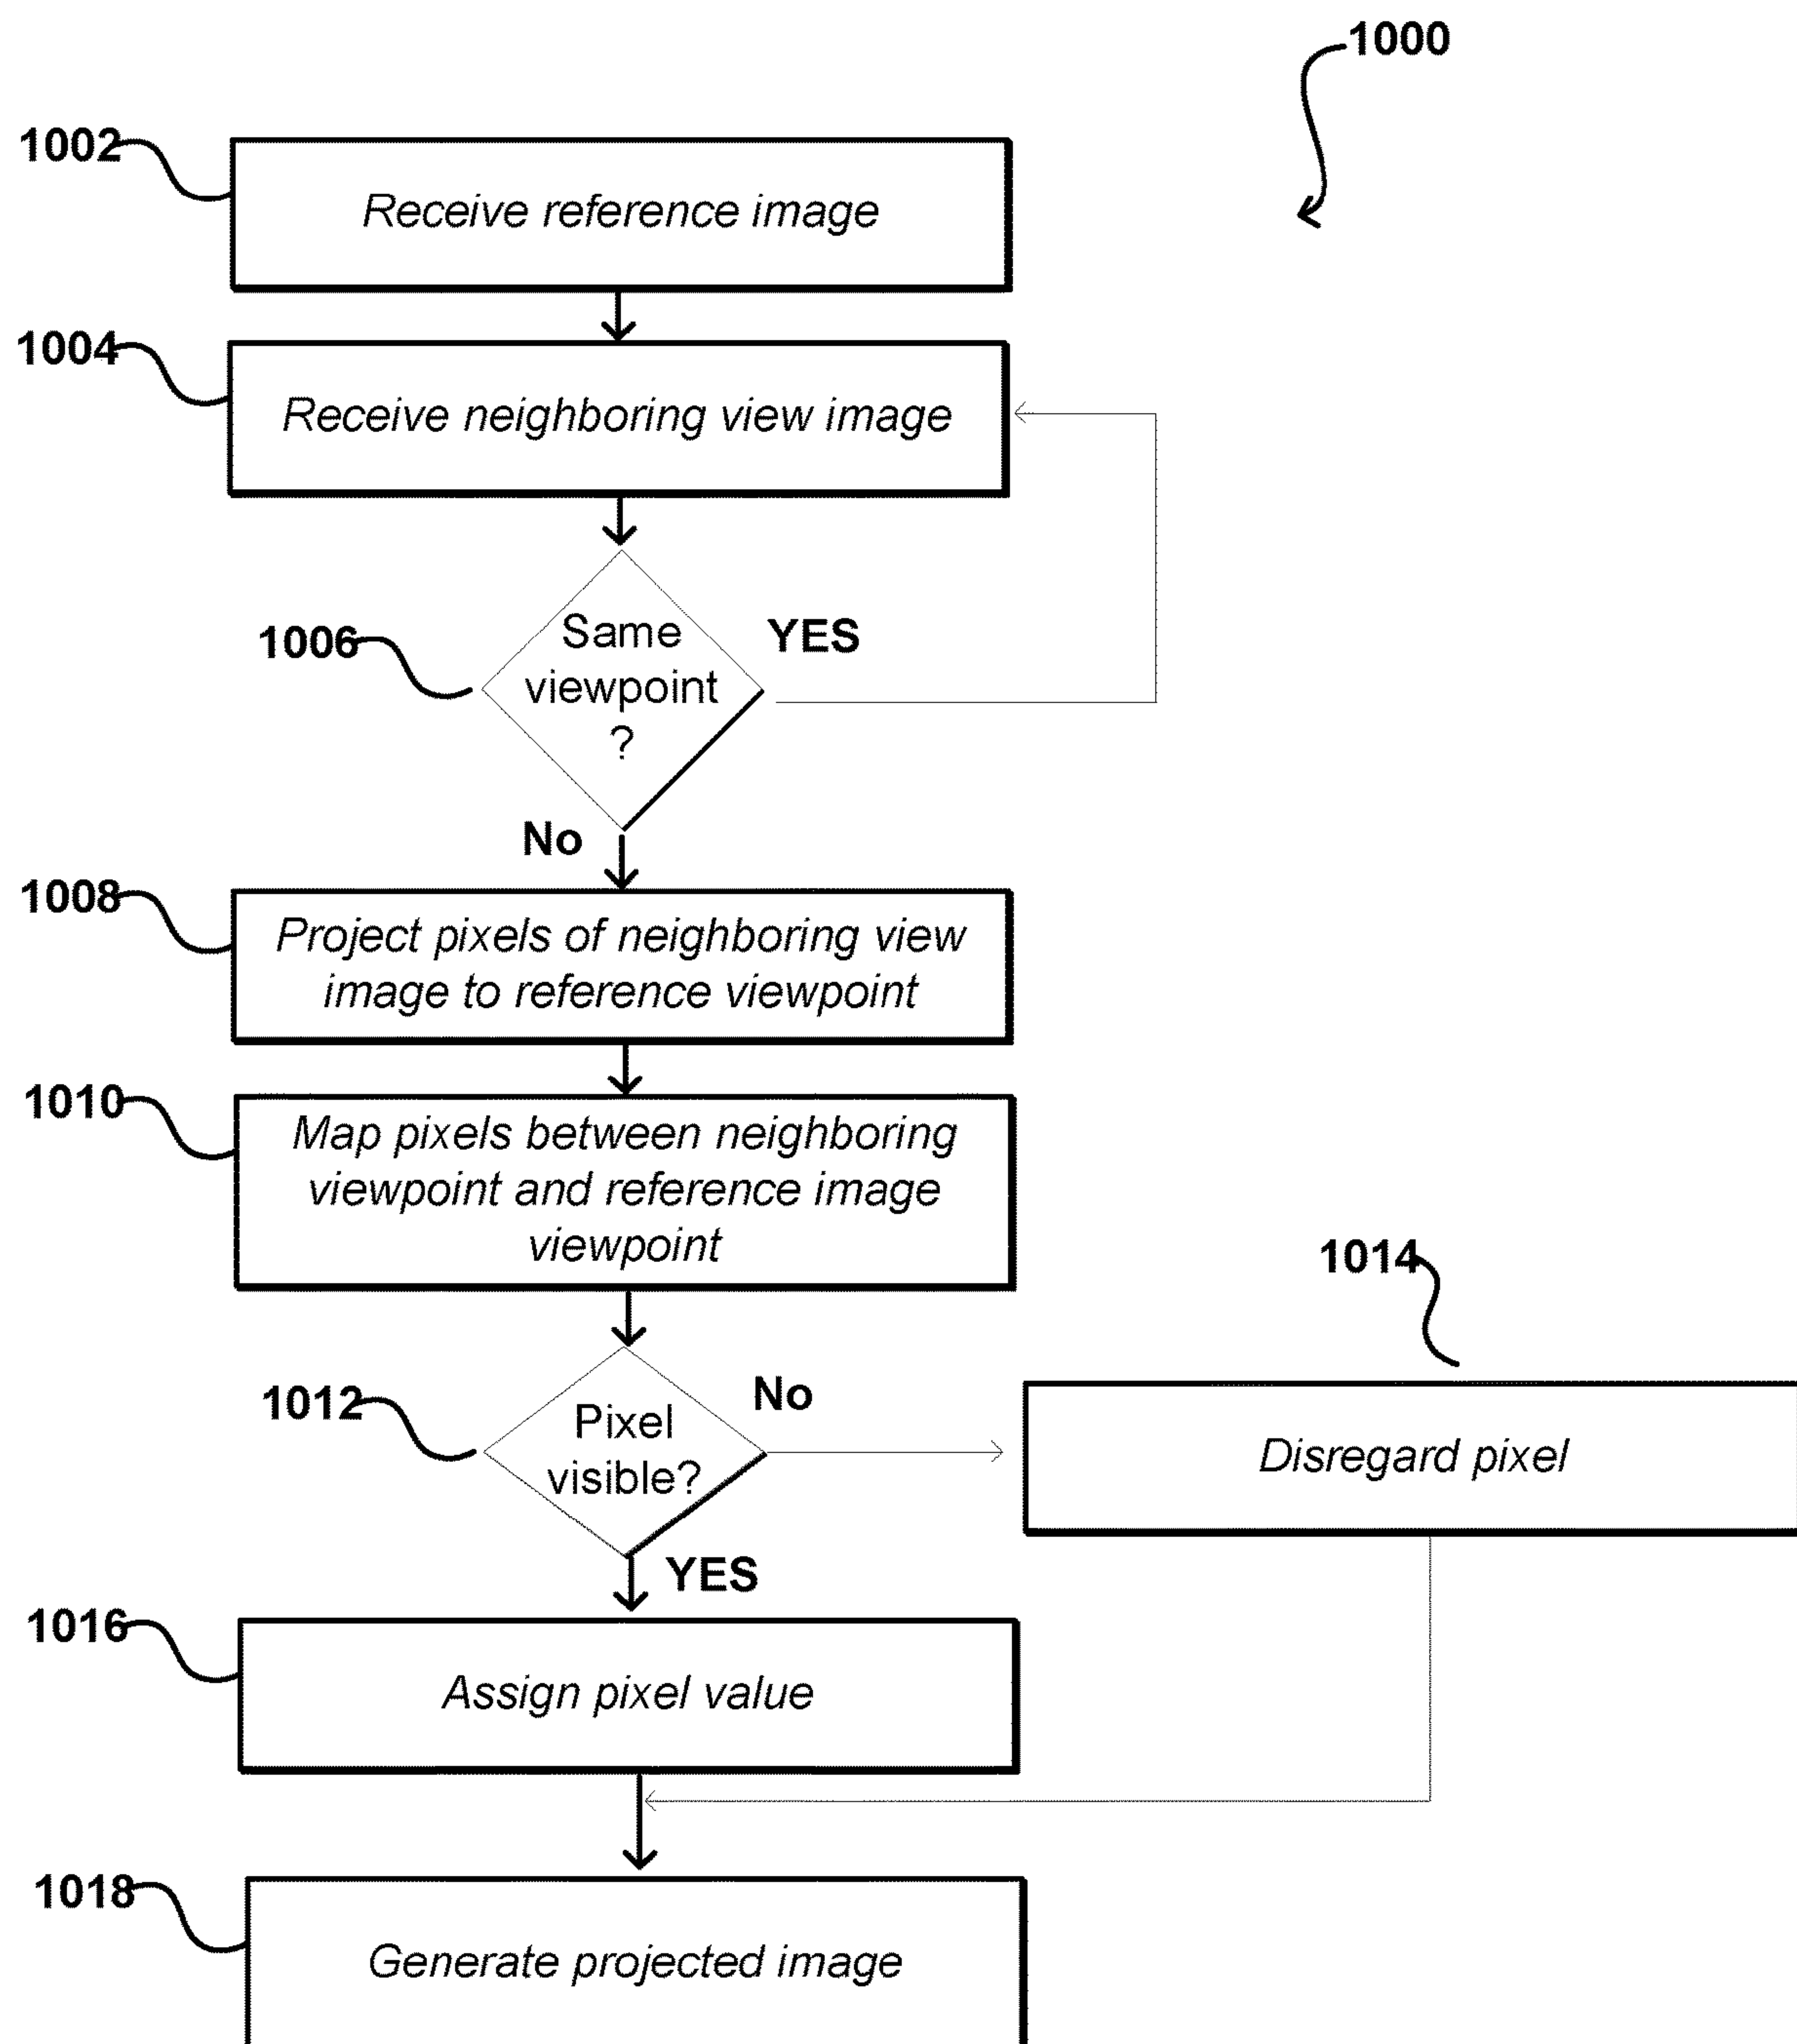 1000
1002
Receive reference image
1004
Receive neighboring view image
1006
Same
viewpoint
?
YES
No
1008
Project pixels of neighboring view
image to reference viewpoint
1010
Map pixels between neighboring
viewpoint and reference image
viewpoint
1012
Pixel
visible?
No
1014
Disregard pixel
YES
1016
Assign pixel value
1018
Generate projected image